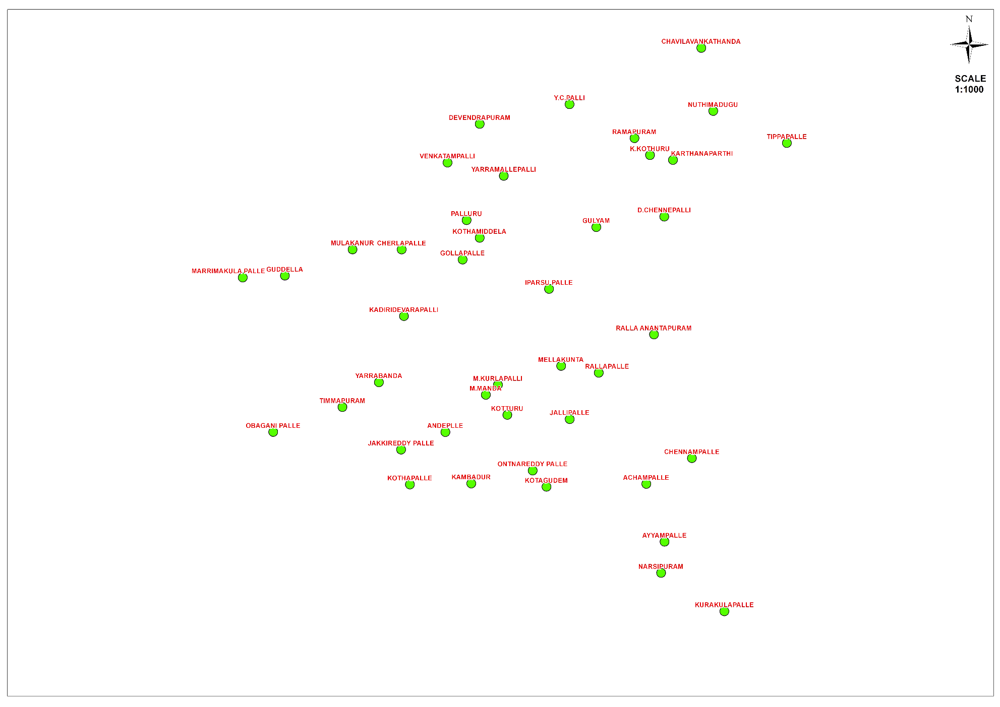 N
CHAVILAVANKATHANDA
SCALE
1:1000
Y.C.PALLI
NUTHIMADUGU
DEVENDRAPURAM
RAMAPURAM
TIPPAPALLE
K.KOTHURU
KARTHANAPARTHI
VENKATAMPALLI
YARRAMALLEPALLI
D.CHENNEPALLI
PALLURU
GULYAM
KOTHAMIDDELA
MULAKANUR
CHERLAPALLE
GOLLAPALLE
MARRIMAKULA PALLE
GUDDELLA
IPARSU PALLE
KADIRIDEVARAPALLI
RALLA ANANTAPURAM
MELLAKUNTA
RALLAPALLE
YARRABANDA
M.KURLAPALLI
M.MANDA
TIMMAPURAM
KOTTURU
JALLIPALLE
OBAGANI PALLE
ANDEPLLE
JAKKIREDDY PALLE
CHENNAMPALLE
ONTNAREDDY PALLE
KOTHAPALLE
KAMBADUR
KOTAGUDEM
ACHAMPALLE
AYYAMPALLE
NARSIPURAM
KURAKULAPALLE